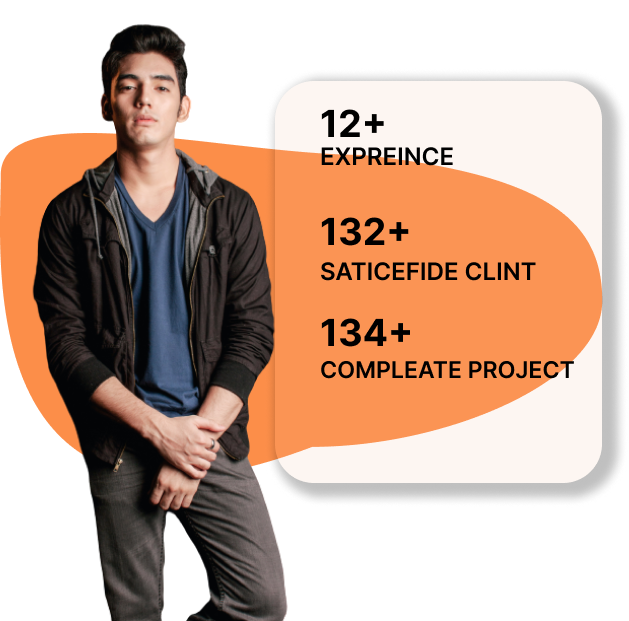 12+
EXPREINCE
132+
SATICEFIDE CLINT
134+
COMPLEATE PROJECT